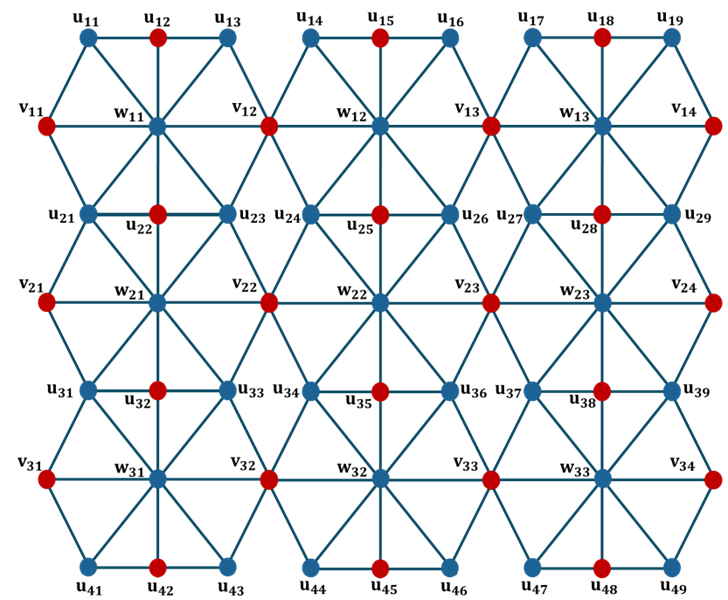 u₁₁ u₁₂ u₁₃ u₁₄ u₁₅ u₁₆ u₁₇ u₁₈ u₁₉
v₁₁ w₁₁ v₁₂ w₁₂ v₁₃ w₁₃ v₁₄
u₂₁ u₂₂ u₂₃ u₂₄ u₂₅ u₂₆ u₂₇ u₂₈ u₂₉
v₂₁ w₂₁ v₂₂ w₂₂ v₂₃ w₂₃ v₂₄
u₃₁ u₃₂ u₃₃ u₃₄ u₃₅ u₃₆ u₃₇ u₃₈ u₃₉
v₃₁ w₃₁ v₃₂ w₃₂ v₃₃ w₃₃ v₃₄
u₄₁ u₄₂ u₄₃ u₄₄ u₄₅ u₄₆ u₄₇ u₄₈ u₄₉